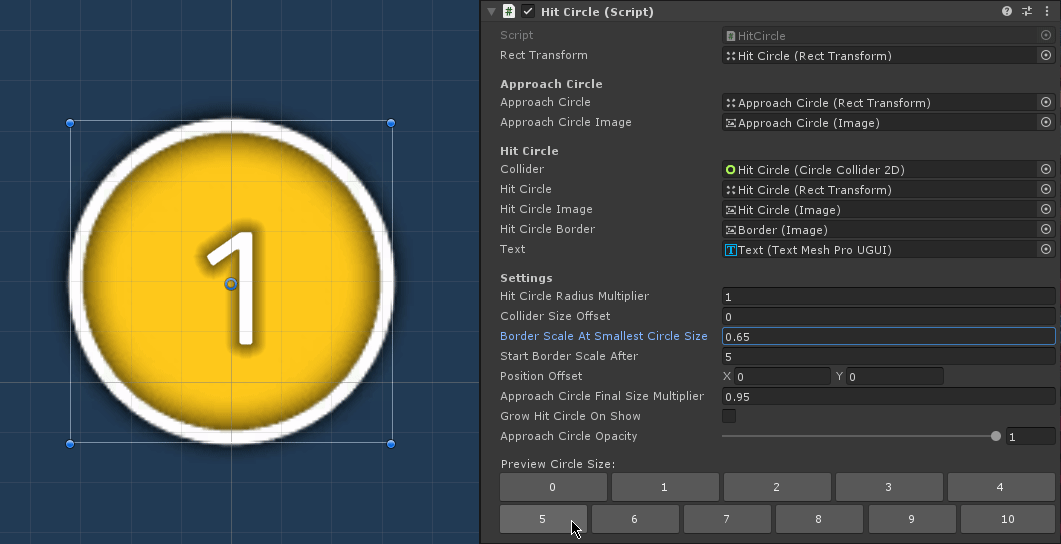 1
Hit Circle (Script)
Script
HitCircle
Rect Transform
Hit Circle (Rect Transform)
Approach Circle
Approach Circle
Approach Circle (Rect Transform)
Approach Circle Image
Approach Circle (Image)
Hit Circle
Collider
Hit Circle (Circle Collider 2D)
Hit Circle
Hit Circle (Rect Transform)
Hit Circle Image
Hit Circle (Image)
Hit Circle Border
Border (Image)
Text
Text (Text Mesh Pro UGUI)
Settings
Hit Circle Radius Multiplier
1
Collider Size Offset
0
Border Scale At Smallest Circle Size
0.65
Start Border Scale After
5
Position Offset
X 0 Y 0
Approach Circle Final Size Multiplier
0.95
Grow Hit Circle On Show
Approach Circle Opacity
1
Preview Circle Size:
0 1 2 3 4
5 6 7 8 9 10